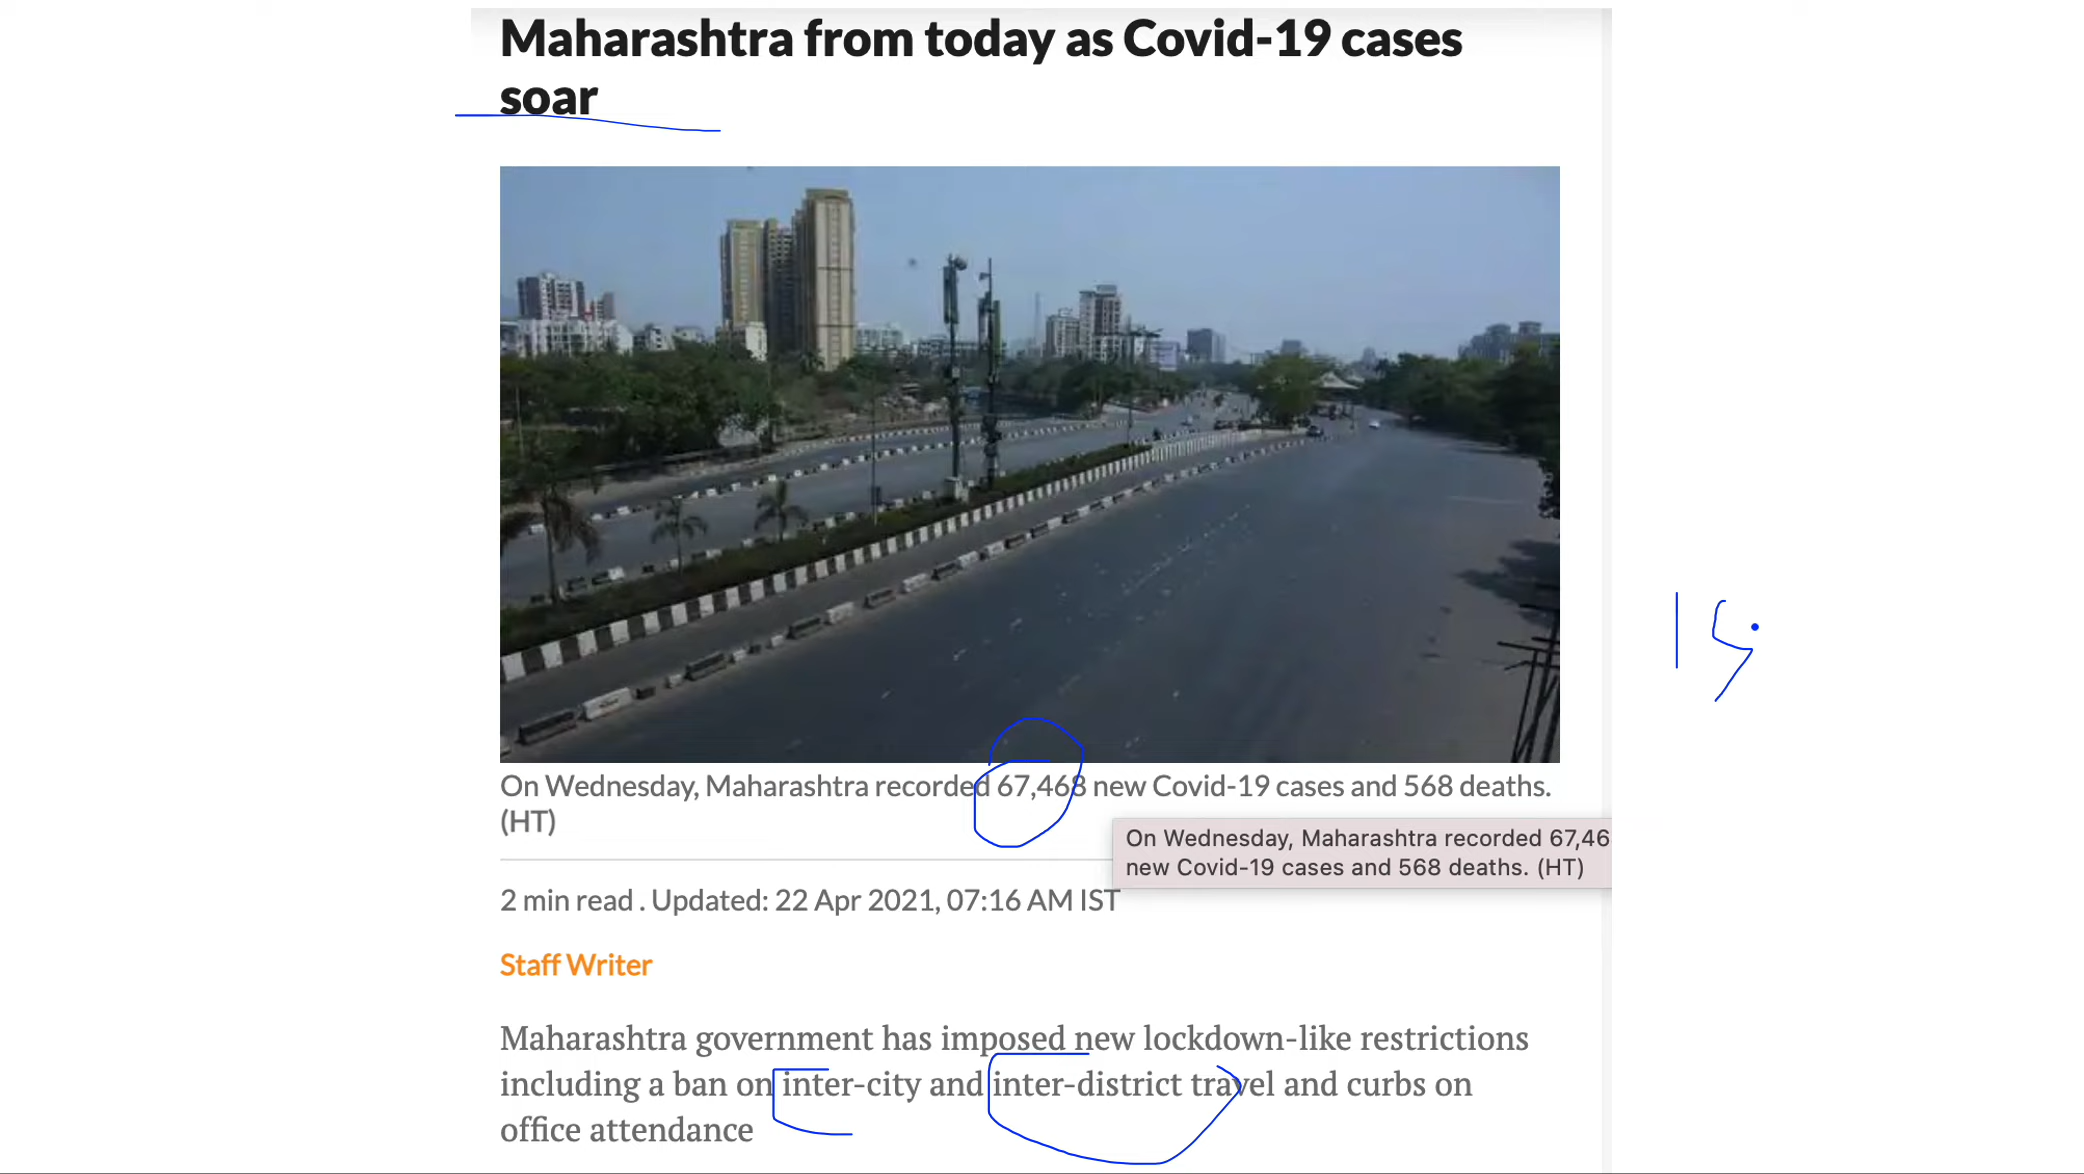 Maharashtra from today as Covid-19 cases
soar
On Wednesday, Maharashtra recorded 67,468 new Covid-19 cases and 568 deaths.
(HT)
On Wednesday, Maharashtra recorded 67,46
new Covid-19 cases and 568 deaths. (HT)
2 min read . Updated: 22 Apr 2021, 07:16 AM IST
Staff Writer
Maharashtra government has imposed new lockdown-like restrictions
including a ban on inter-city and inter-district travel and curbs on
office attendance